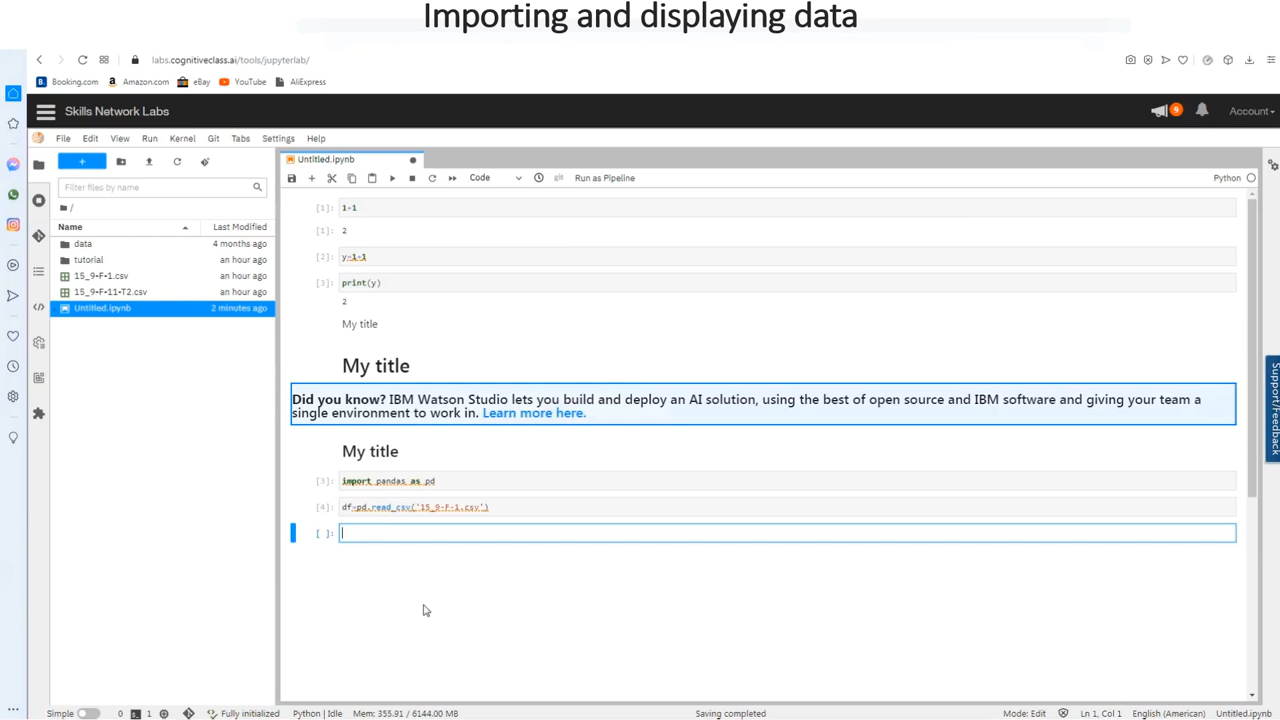 Importing and displaying data
labs.cognitiveclass.ai/tools/jupyterlab/
B. Booking.com
Amazon.com
eBay
YouTube
AliExpress
Skills Network Labs
9
Account
File Edit View Run Kernel Git Tabs Settings Help
+
Untitled.ipynb
Filter files by name
Code
git
Run as Pipeline
Python
/
Name
Last Modified
data
4 months ago
tutorial
an hour ago
15_9-F-1.csv
an hour ago
15_9-F-11-T2.csv
an hour ago
Untitled.ipynb
2 minutes ago
[1]: 1+1
[1]: 2
[2]: y=1+1
[3]: print(y)
2
My title
My title
Did you know? IBM Watson Studio lets you build and deploy an AI solution, using the best of open source and IBM software and giving your team a
single environment to work in. Learn more here.
My title
[3]: import pandas as pd
[4]: df=pd.read_csv('15_9-F-1.csv')
[ ]:
Support/Feedback
Simple
0
1
Fully initialized
Python | Idle
Mem: 355.91 / 6144.00 MB
Saving completed
Mode: Edit
Ln 1, Col 1
English (American)
Untitled.ipynb